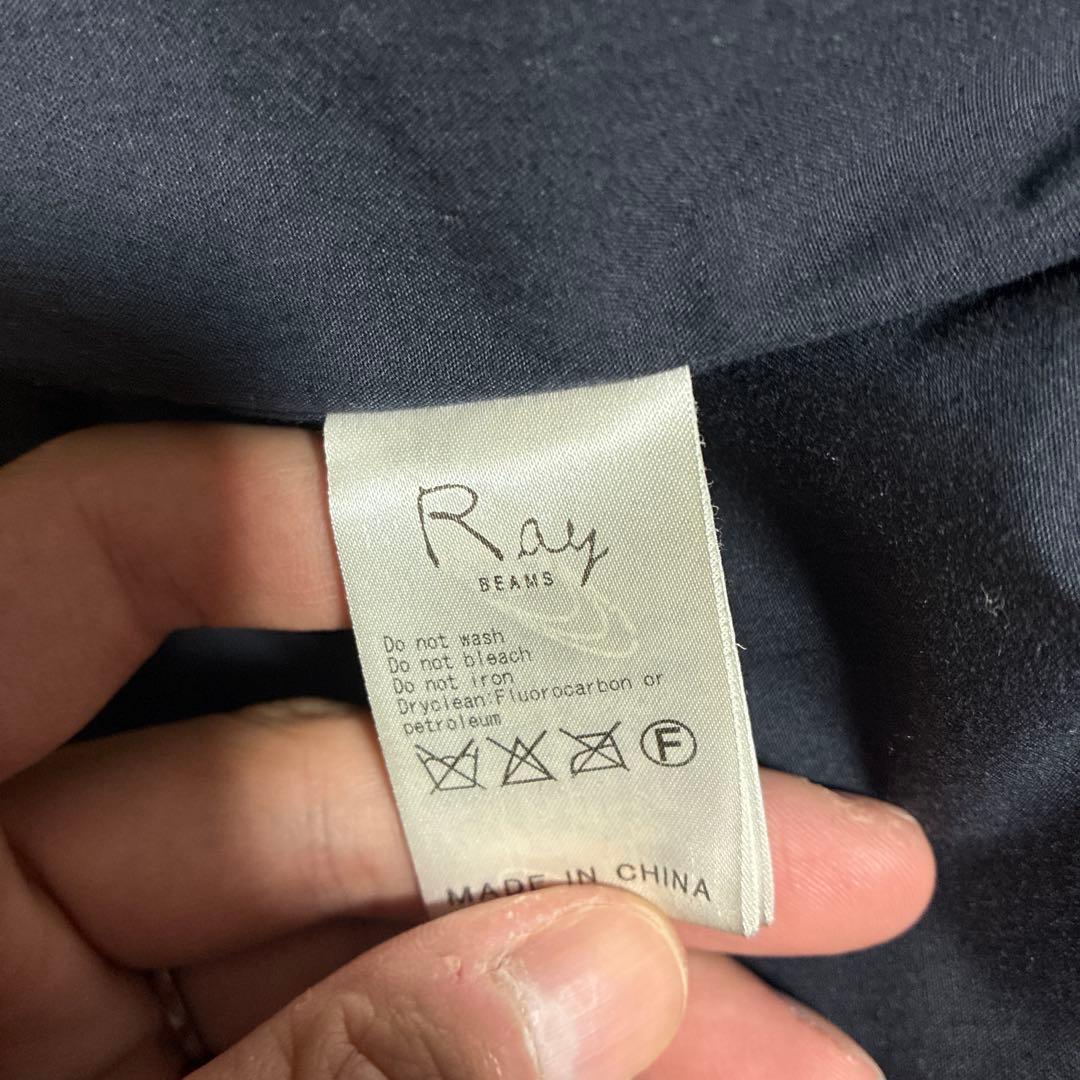 Ray
BEAMS
Do not wash
Do not bleach
Do not iron
Dryclean:Fluorocarbon or
petroleum
F
MADE IN CHINA